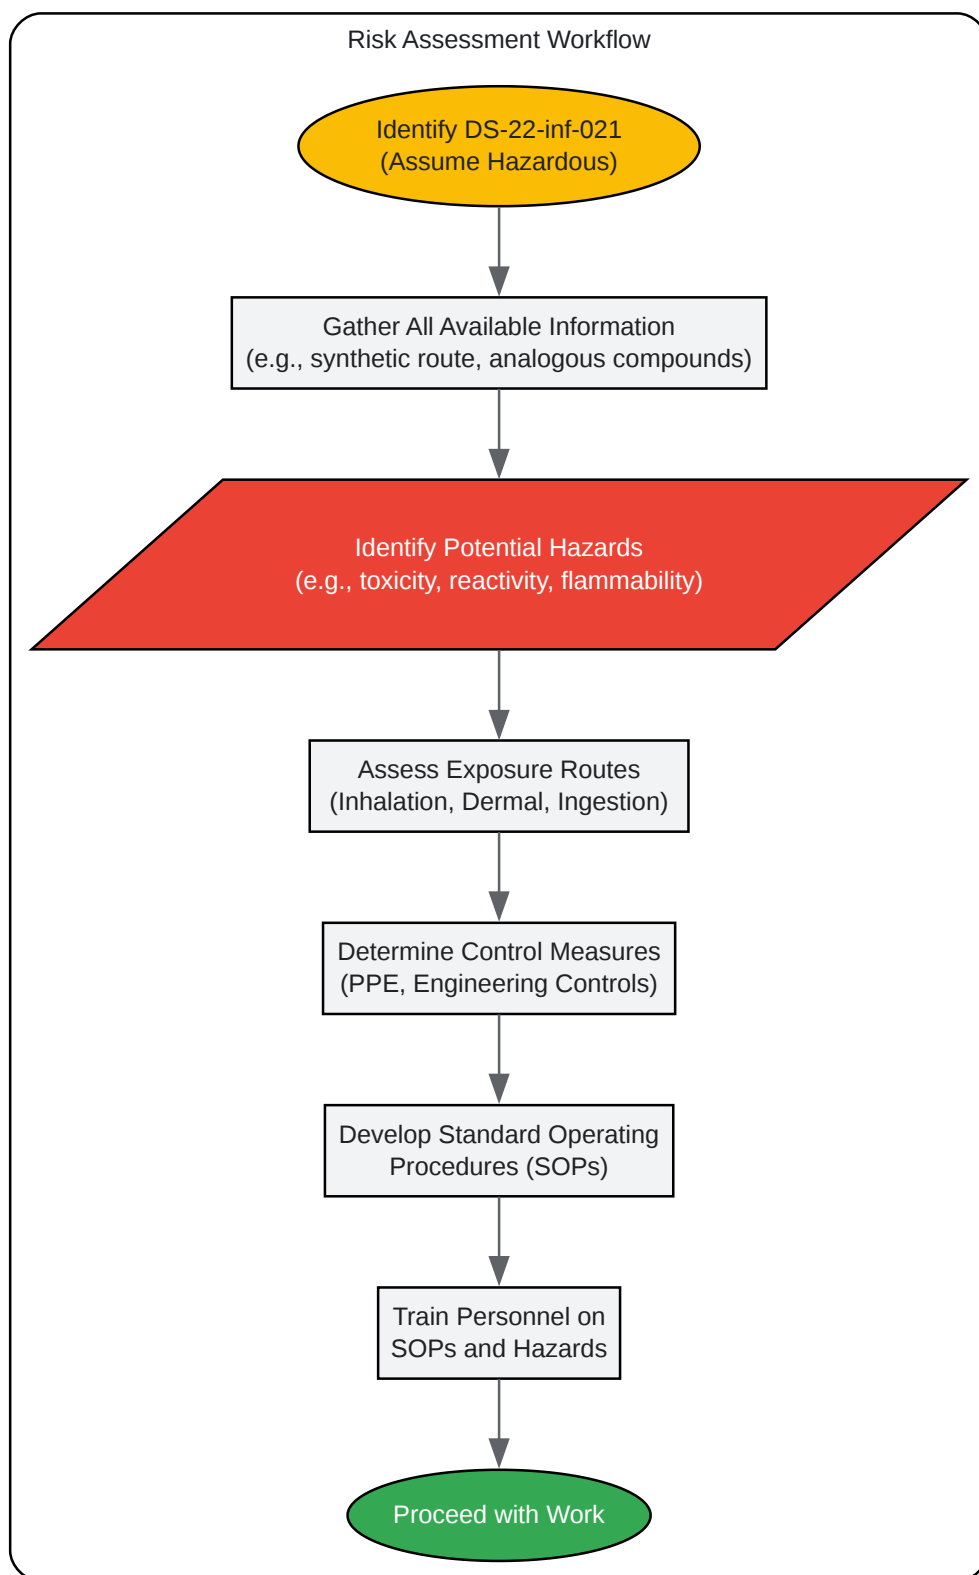 Risk Assessment Workflow
Identify DS-22-inf-021
(Assume Hazardous)
Gather All Available Information
(e.g., synthetic route, analogous compounds)
Identify Potential Hazards
(e.g., toxicity, reactivity, flammability)
Assess Exposure Routes
(Inhalation, Dermal, Ingestion)
Determine Control Measures
(PPE, Engineering Controls)
Develop Standard Operating
Procedures (SOPs)
Train Personnel on
SOPs and Hazards
Proceed with Work